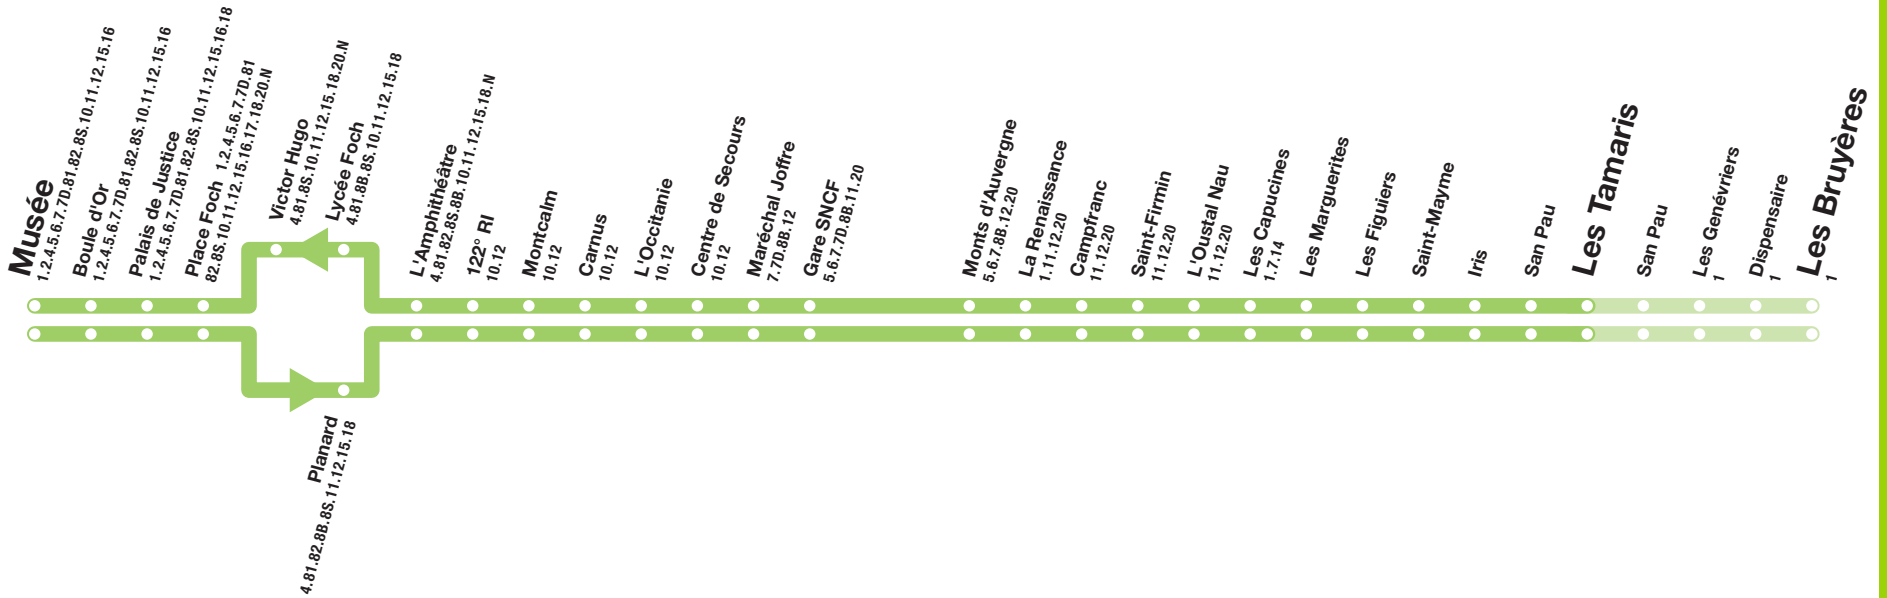 Musée
1.2.4.5.6.7.7D.81.82.8S.10.11.12.15.16
Boule d'Or
1.2.4.5.6.7.7D.81.82.8S.10.11.12.15.16
Palais de Justice
1.2.4.5.6.7.7D.81.82.8S.10.11.12.15.16.18
Place Foch 1.2.4.5.6.7.7D.81
82.8S.10.11.12.15.16.17.18.20.N
Victor Hugo
4.81.8S.10.11.12.15.18.20.N
Lycée Foch
4.81.8B.8S.10.11.12.15.18
Planard
4.81.82.8B.8S.11.12.15.18
L'Amphithéâtre
4.81.82.8S.8B.10.11.12.15.18.N
122° RI
10.12
Montcalm
10.12
Carnus
10.12
L'Occitanie
10.12
Centre de Secours
10.12
Maréchal Joffre
7.7D.8B.12
Gare SNCF
5.6.7.7D.8B.11.20
Monts d'Auvergne
5.6.7.8B.12.20
La Renaissance
1.11.12.20
Campfranc
11.12.20
Saint-Firmin
11.12.20
L'Oustal Nau
11.12.20
Les Capucines
1.7.14
Les Marguerites
Les Figuiers
Saint-Mayme
Iris
San Pau
Les Tamaris
San Pau
Les Genévriers
1
Dispensaire
1
Les Bruyères
1